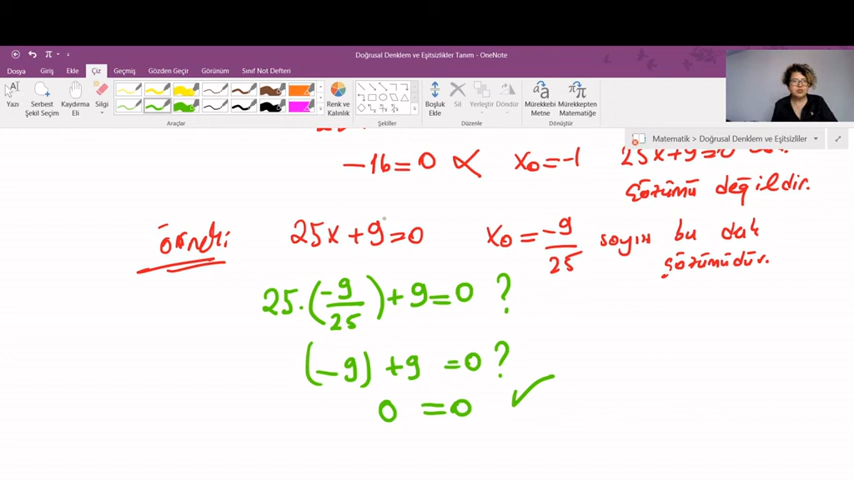 Doğrusal Denklem ve Eşitsizlikler Tanım - OneNote
Dosya Giriş Ekle Çiz Geçmiş Gözden Geçir Görünüm Sınıf Not Defteri
Yazı Serbest Şekil Seçim Kaydırma Eli Silgi Renk ve Kalınlık Boşluk Ekle Sil Yerleştir Döndür Mürekkebi Metne Mürekkepten Matematiğe
Araçlar Şekiller Düzenle Dönüştür
Matematik > Doğrusal Denklem ve Eşitsizlikler
-16=0 x₀=-1 25x+9=0
çözümü değildir.
örnek: 25x+9=0 x₀=-9/25 sayısı bu
çözümüdür.
25.(-9/25)+9=0 ?
(-9)+9=0?
0=0 ✓